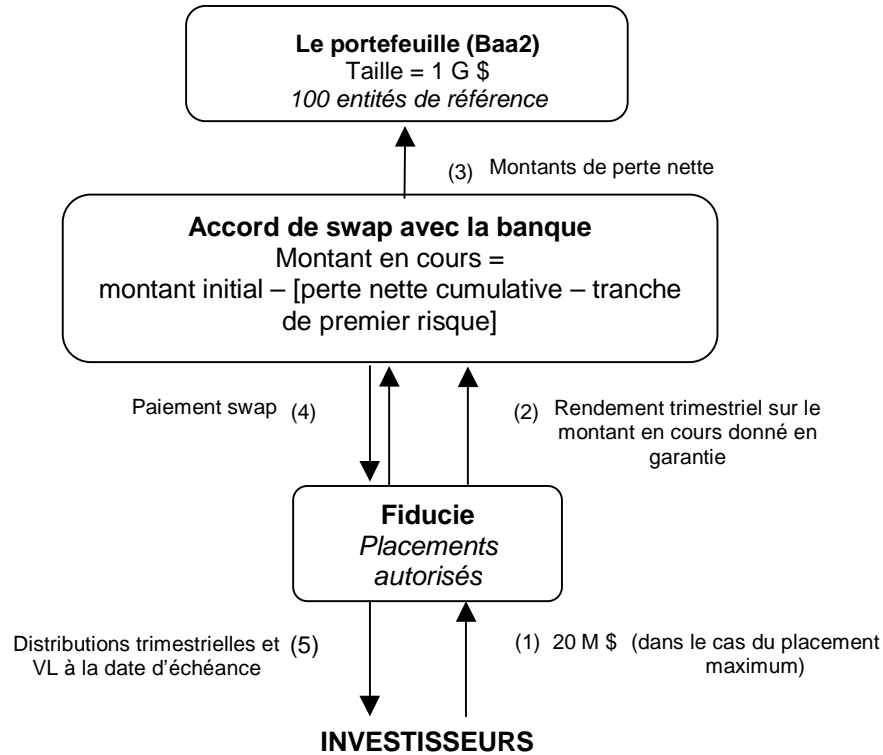 Le portefeuille (Baa2)
Taille = 1 G $
100 entités de référence
(3) Montants de perte nette
Accord de swap avec la banque
Montant en cours =
montant initial – [perte nette cumulative – tranche
de premier risque]
Paiement swap (4)
(2) Rendement trimestriel sur le
montant en cours donné en
garantie
Fiducie
Placements
autorisés
Distributions trimestrielles et (5)
VL à la date d'échéance
(1) 20 M $ (dans le cas du placement
maximum)
INVESTISSEURS